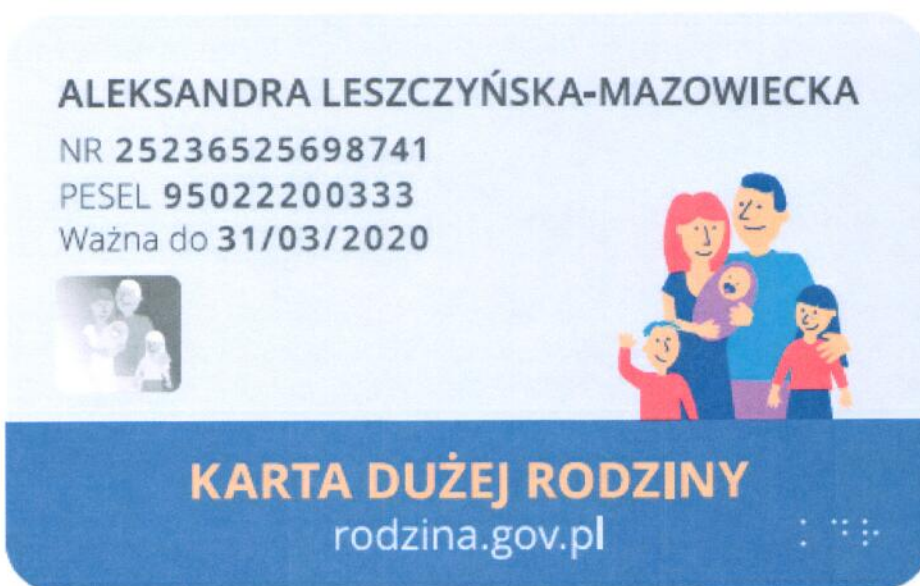 ALEKSANDRA LESZCZYŃSKA-MAZOWIECKA
NR 25236525698741
PESEL 95022200333
Ważna do 31/03/2020
KARTA DUŻEJ RODZINY
rodzina.gov.pl